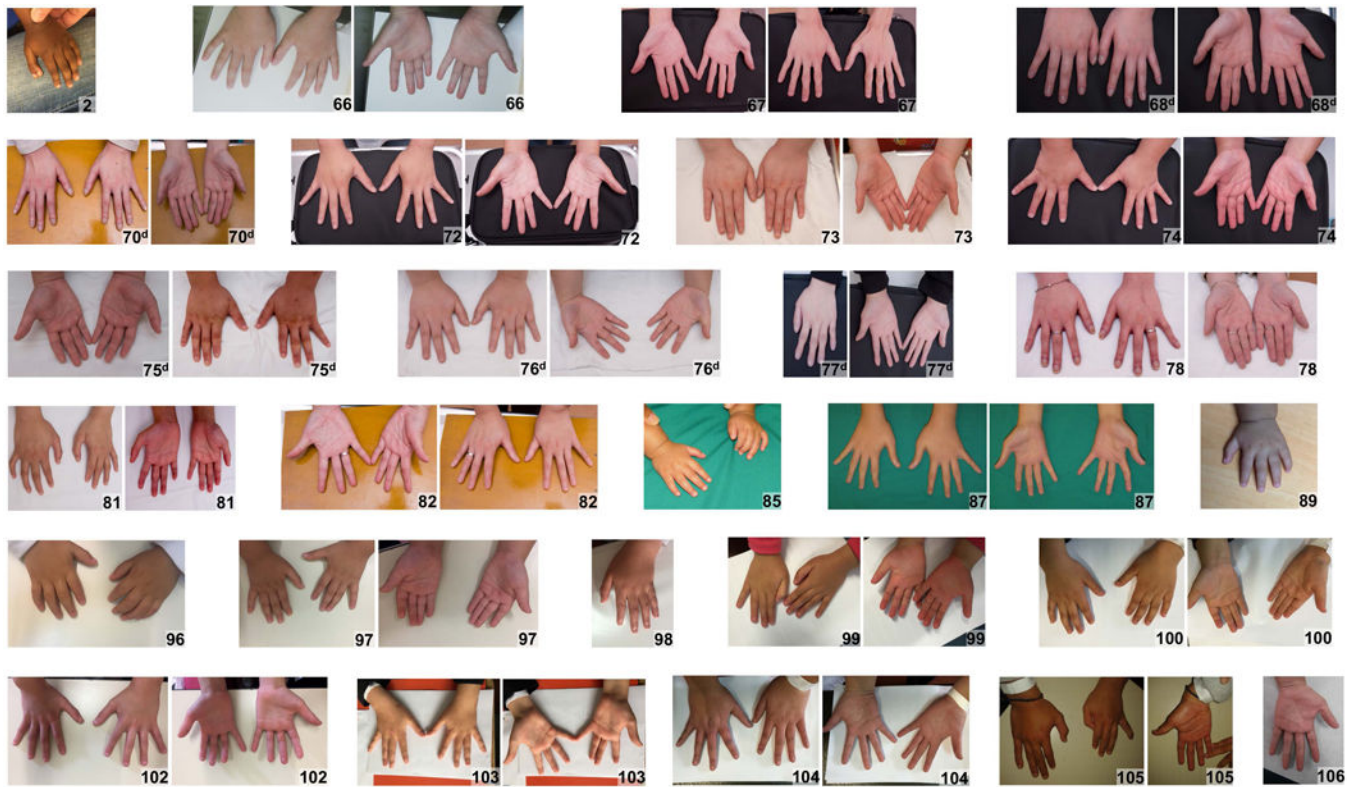 2 66 66 67 67 68d 68d
70d 70d 72 72 73 73 74 74
75d 75d 76d 76d 77d 77d 78 78
81 81 82 82 85 87 87 89
96 97 97 98 99 99 100 100
102 102 103 103 104 104 105 105 106